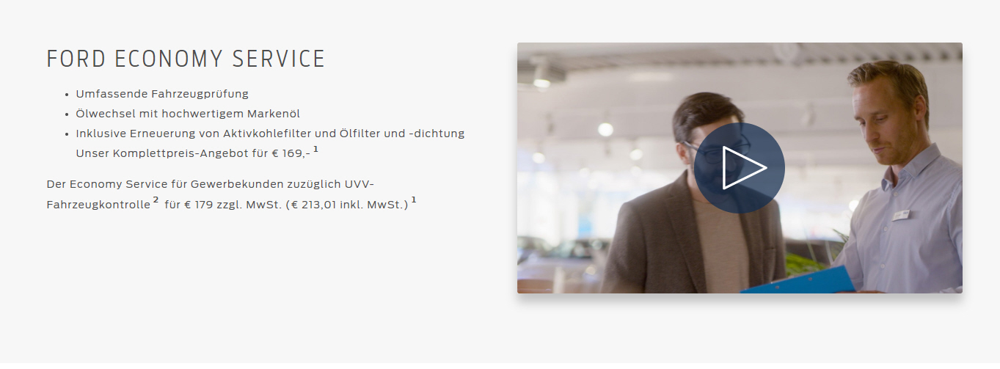 FORD ECONOMY SERVICE
• Umfassende Fahrzeugprüfung
• Ölwechsel mit hochwertigem Markenöl
• Inklusive Erneuerung von Aktivkohlefilter und Ölfilter und -dichtung
Unser Komplettpreis-Angebot für € 169,- 1
Der Economy Service für Gewerbekunden zuzüglich UVV-
Fahrzeugkontrolle 2 für € 179 zzgl. MwSt. (€ 213,01 inkl. MwSt.) 1